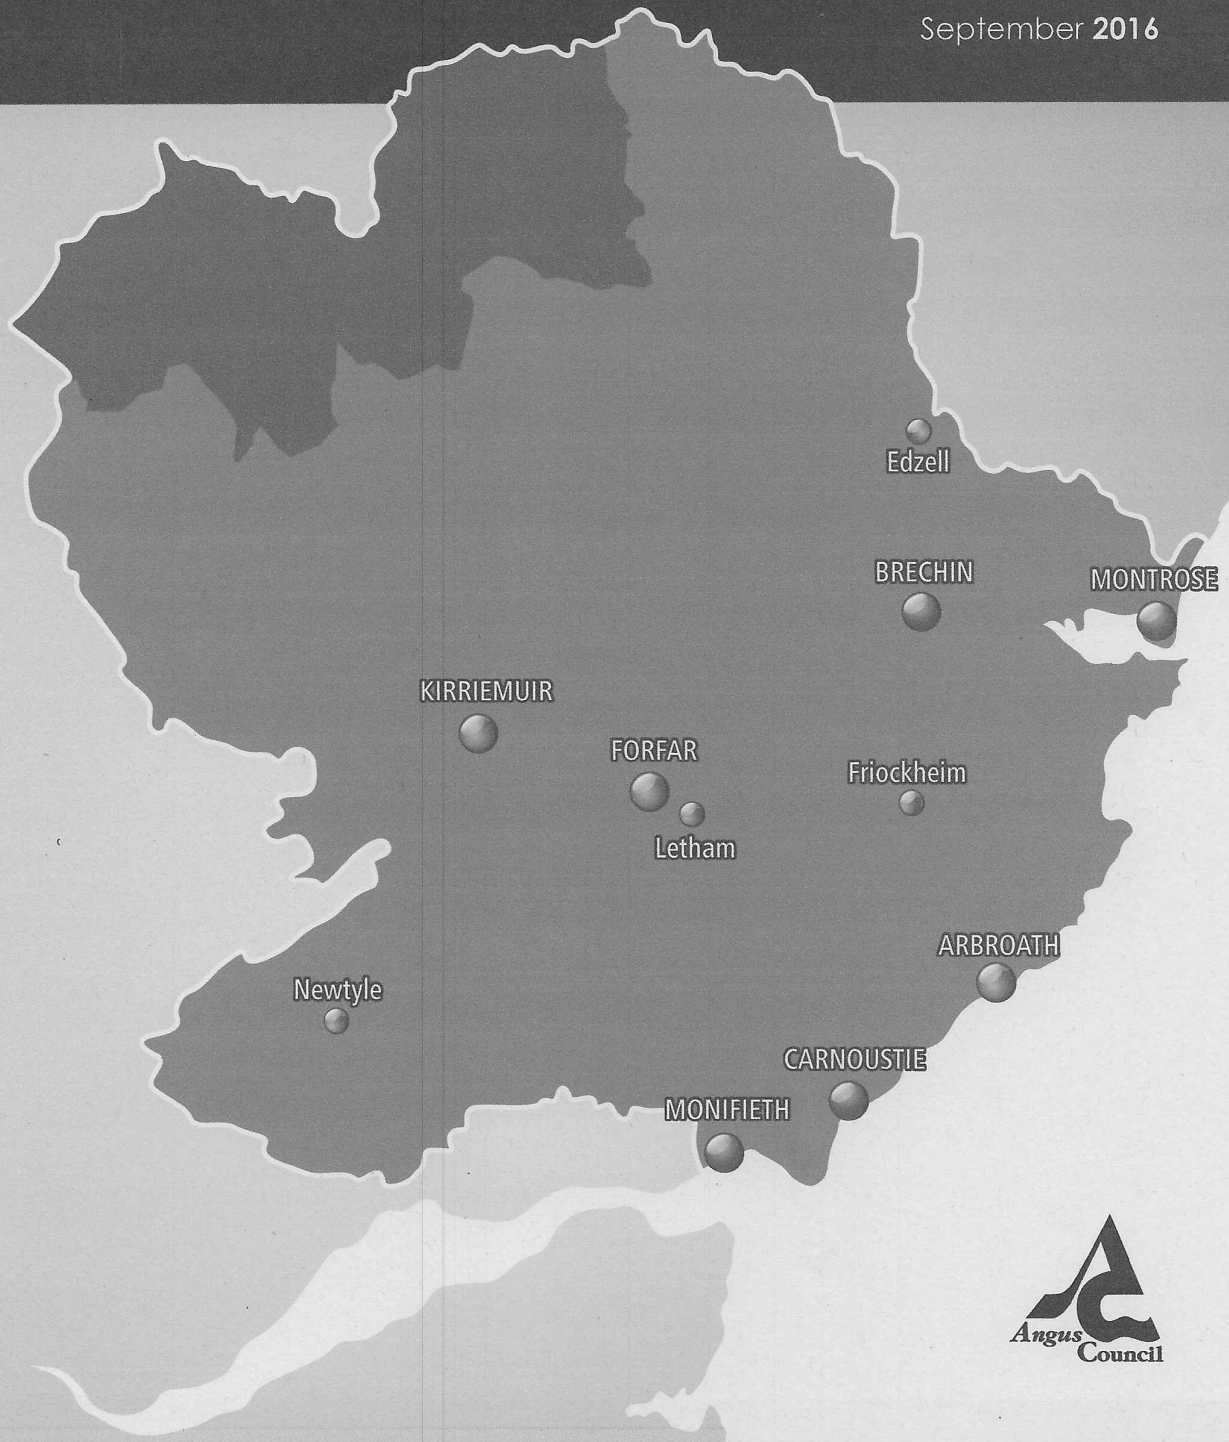 September 2016
Edzell
BRECHIN
MONTROSE
KIRRIEMUIR
FORFAR
Friockheim
Letham
ARBROATH
Newtyle
CARNOUSTIE
MONIFIETH
Angus
Council